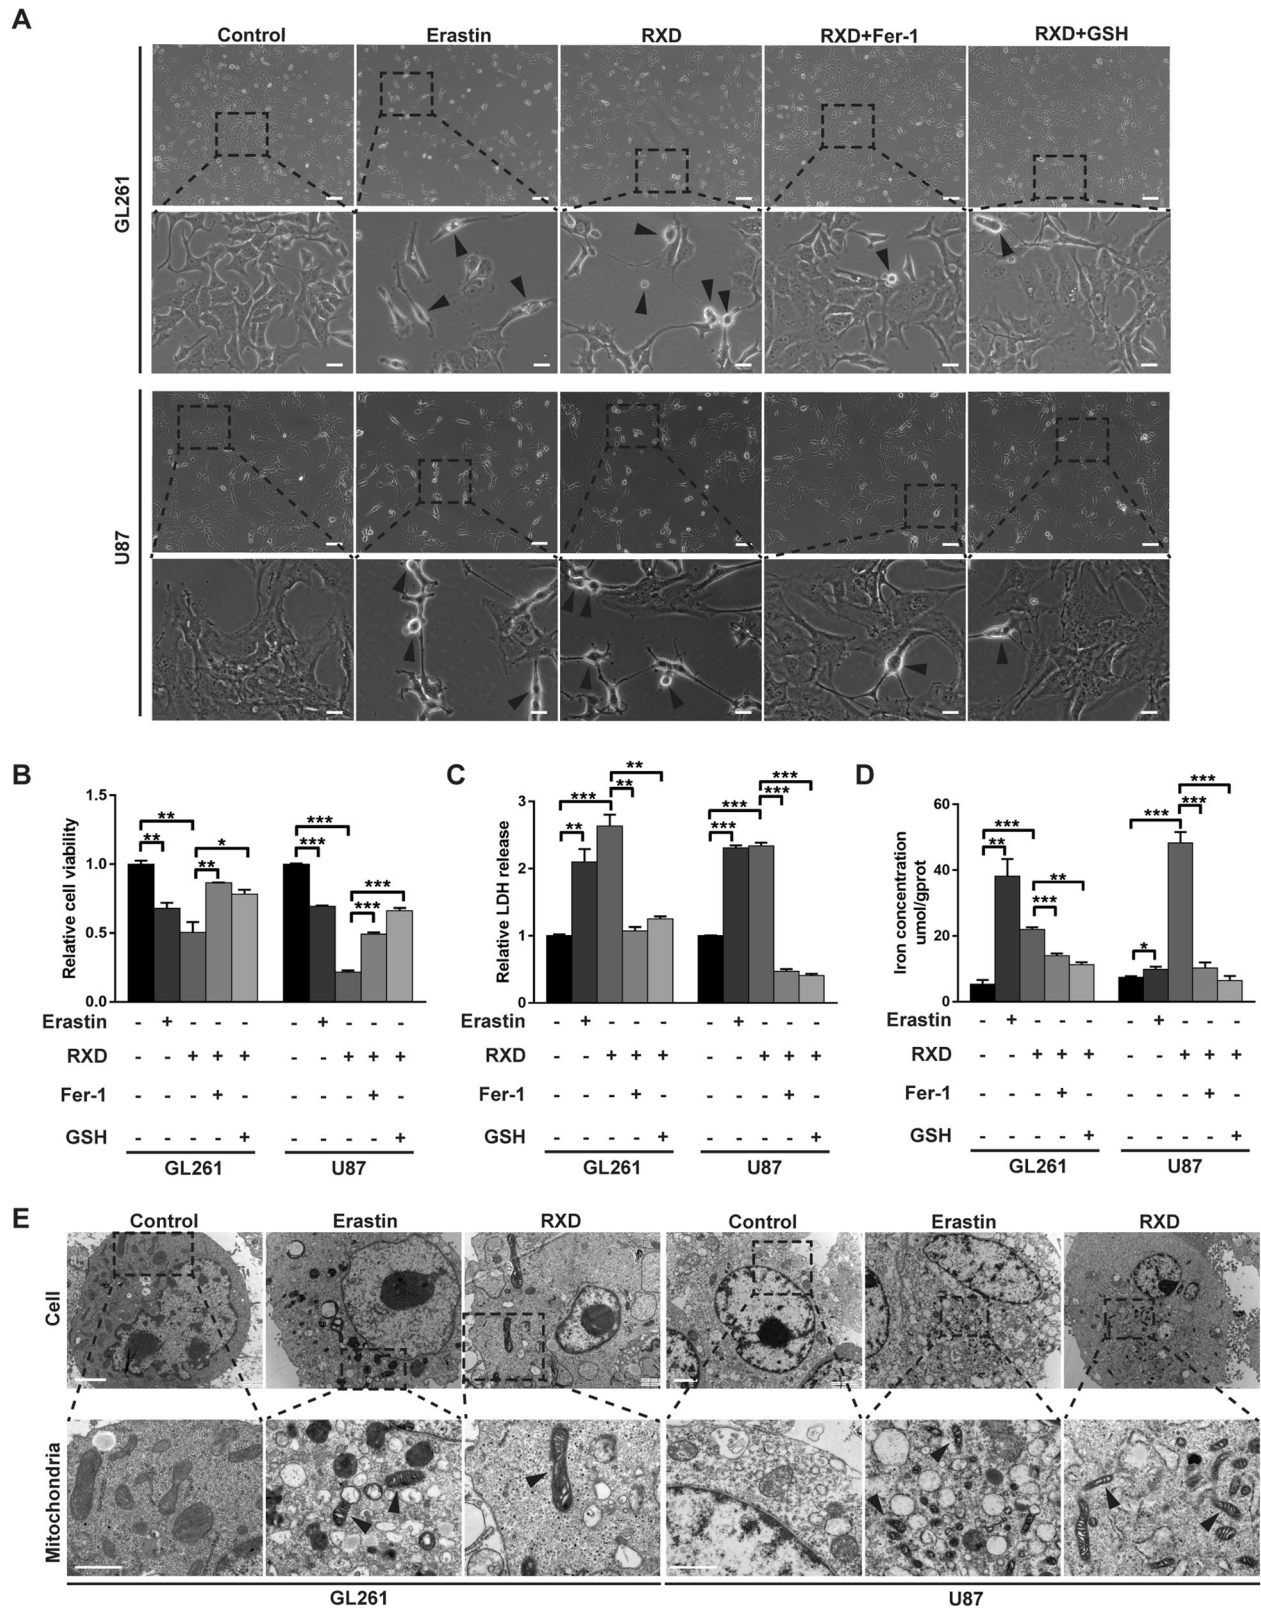 A
Control Erastin RXD RXD+Fer-1 RXD+GSH
GL261
U87
B
Relative cell viability
1.5
1.0
0.5
0.0
** ** ** * *** *** *** ***
Erastin - + - - - - + - - -
RXD - - + + + - - + + +
Fer-1 - - - + - - - - + -
GSH - - - - + - - - - +
GL261 U87
C
Relative LDH release
3
2
1
0
*** ** ** ** *** *** *** ***
Erastin - + - - - - + - - -
RXD - - + + + - - + + +
Fer-1 - - - + - - - - + -
GSH - - - - + - - - - +
GL261 U87
D
Iron concentration
umol/gprot
60
40
20
0
*** ** *** ** *** * *** ***
Erastin - + - - - - + - - -
RXD - - + + + - - + + +
Fer-1 - - - + - - - - + -
GSH - - - - + - - - - +
GL261 U87
E
Control Erastin RXD Control Erastin RXD
Cell
Mitochondria
GL261 U87